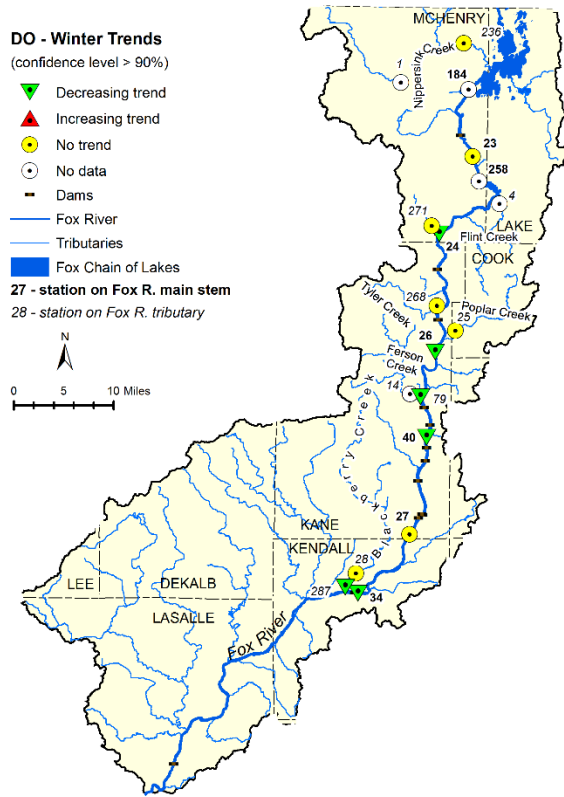 DO - Winter Trends
(confidence level > 90%)
Decreasing trend
Increasing trend
No trend
No data
Dams
Fox River
Tributaries
Fox Chain of Lakes
27 - station on Fox R. main stem
28 - station on Fox R. tributary
N
0 5 10 Miles
MCHENRY
236
Nippersink Creek
1
184
23
258
4
271
LAKE
24
Flint Creek
COOK
Tyler Creek
268
Poplar Creek
25
26
Ferson Creek
14
79
40
Blackberry Creek
27
KANE
KENDALL
28
LEE
DEKALB
287
34
LASALLE
Fox River